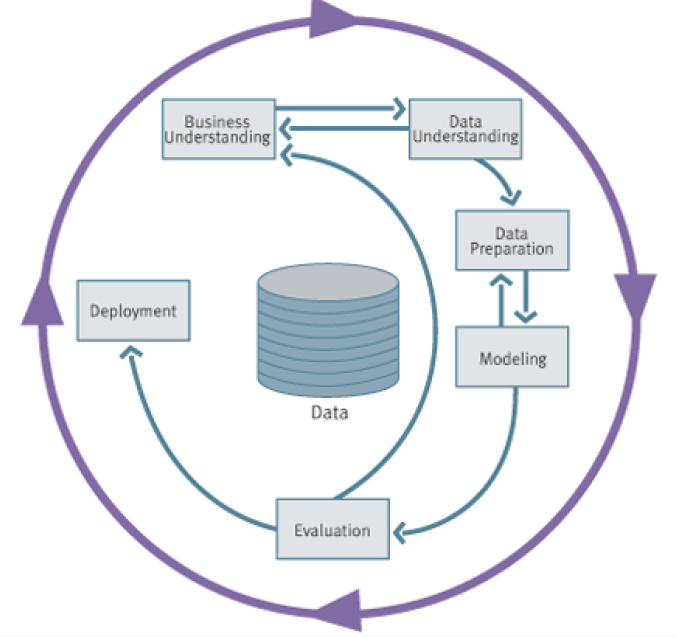 Business
Understanding
Data
Understanding
Data
Preparation
Deployment
Modeling
Data
Evaluation